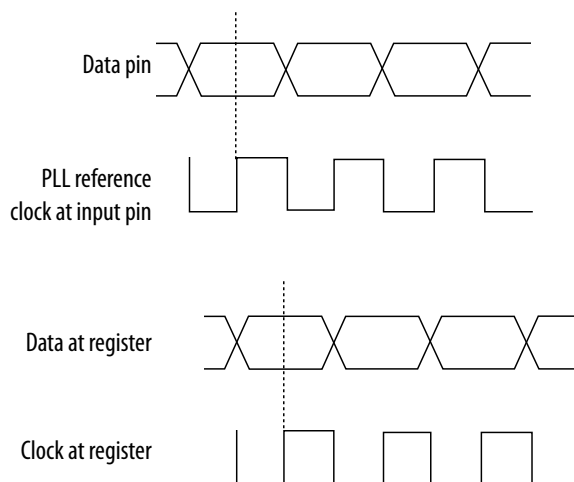 Data pin
PLL reference
clock at input pin
Data at register
Clock at register